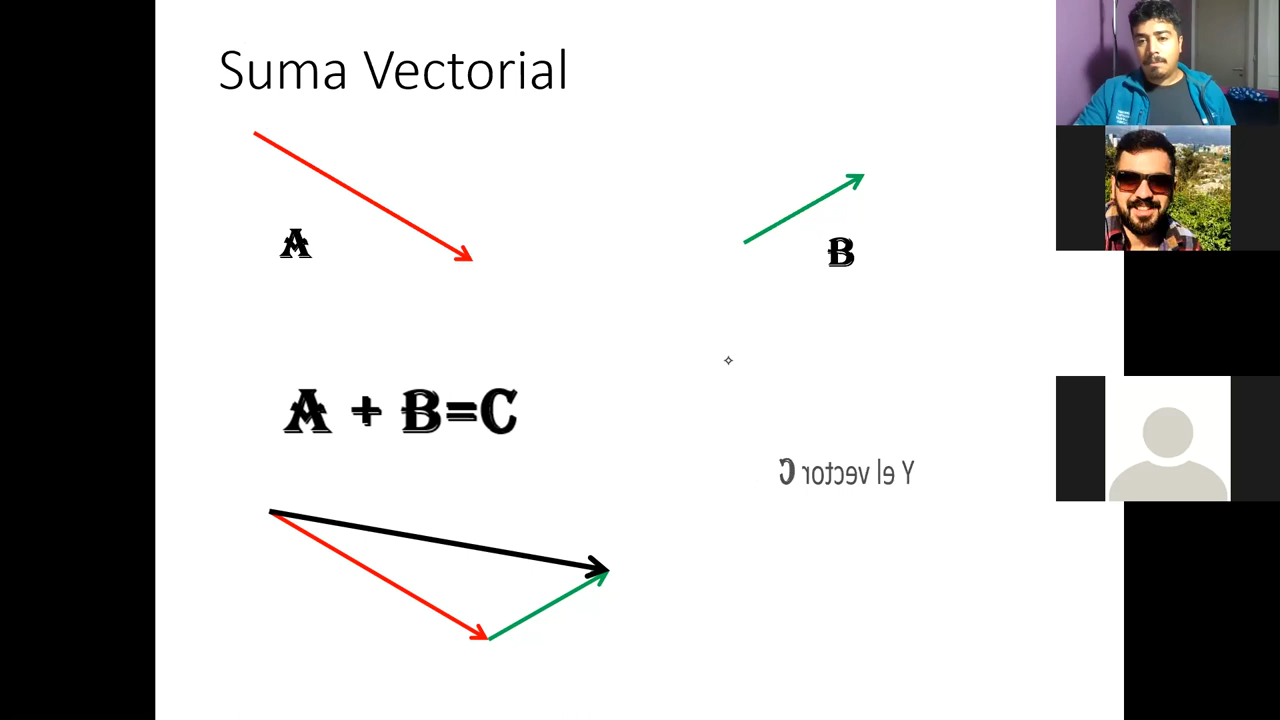 Suma Vectorial
A
B
A + B=C
Y el vector C